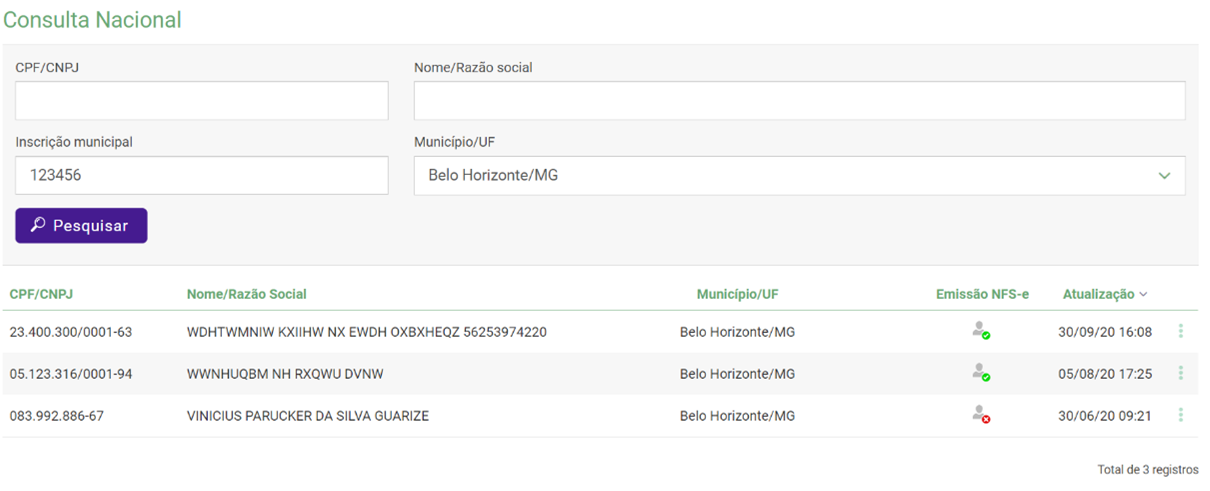 Consulta Nacional
CPF/CNPJ Nome/Razão social
Inscrição municipal Município/UF
123456 Belo Horizonte/MG
Pesquisar
CPF/CNPJ Nome/Razão Social Município/UF Emissão NFS-e Atualização
23.400.300/0001-63 WDHTWMNIW KXIIHW NX EWDH OXBXHEQZ 56253974220 Belo Horizonte/MG 30/09/20 16:08
05.123.316/0001-94 WWNHUQBM NH RXQWU DVNW Belo Horizonte/MG 05/08/20 17:25
083.992.886-67 VINICIUS PARUCKER DA SILVA GUARIZE Belo Horizonte/MG 30/06/20 09:21
Total de 3 registros